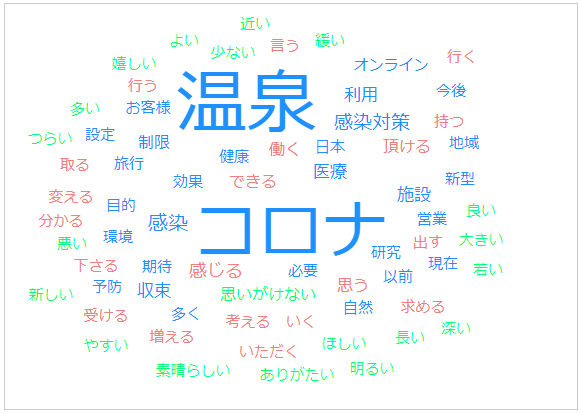 近い
よい
少ない
言う
緩い
嬉しい
オンライン
行く
行う
温泉
利用
今後
多い
お客様
感染対策
持つ
つらい
設定
制限
働く
日本
頂ける
地域
取る
旅行
健康
医療
効果
できる
新型
変える
目的
施設
分かる
感染
コロナ
営業
良い
悪い
環境
研究
出す
大きい
下さる
期待
感じる
必要
以前
現在
若い
新しい
予防
収束
思いがけない
思う
受ける
多く
考える
いく
自然
求める
やすい
増える
いただく
ほしい
長い
深い
素晴らしい
ありがたい
明るい